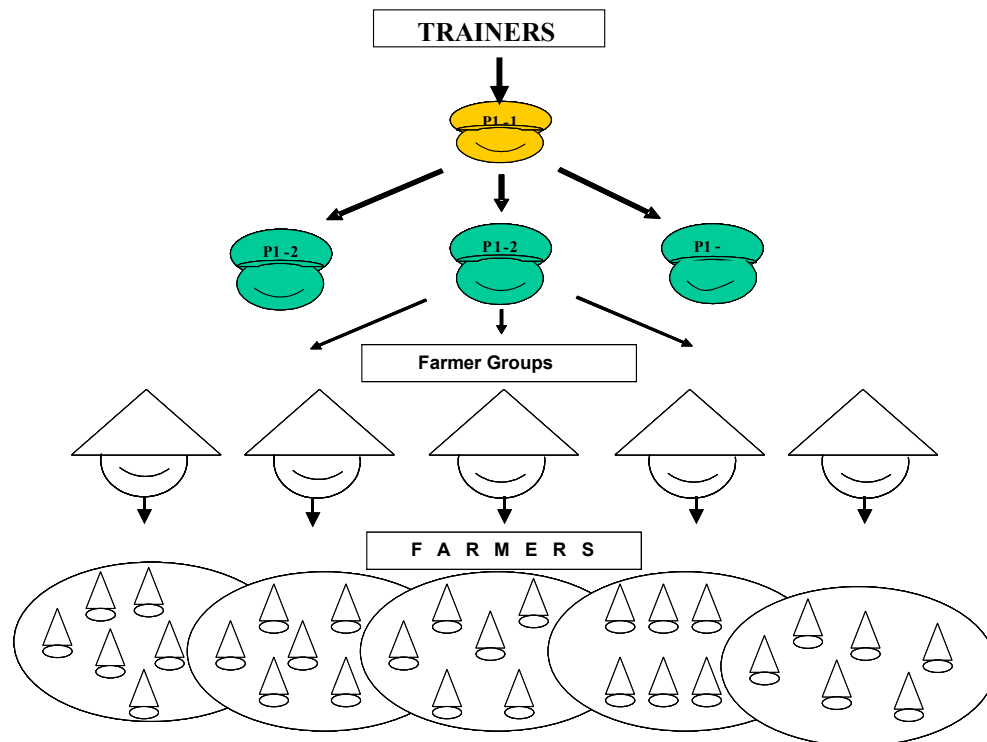 TRAINERS
P1-1
P1-2
P1-2
P1-
Farmer Groups
F A R M E R S